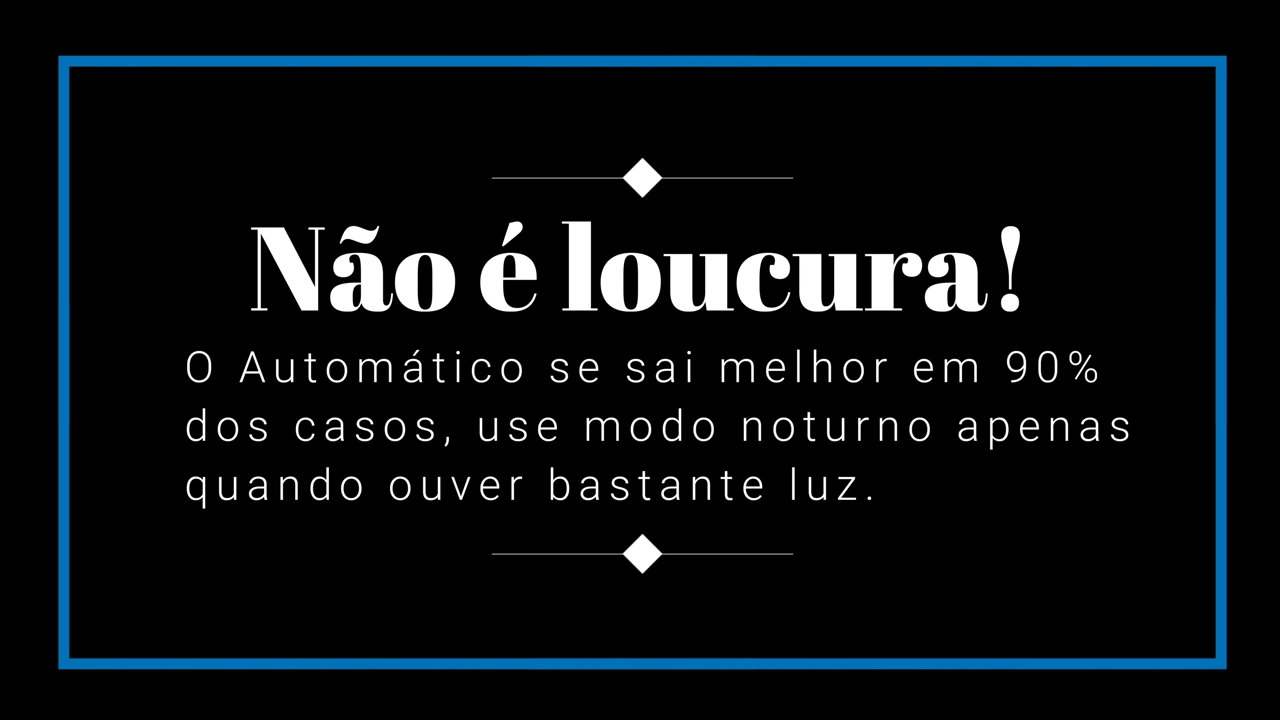 Não é loucura!
O Automático se sai melhor em 90%
dos casos, use modo noturno apenas
quando ouver bastante luz.